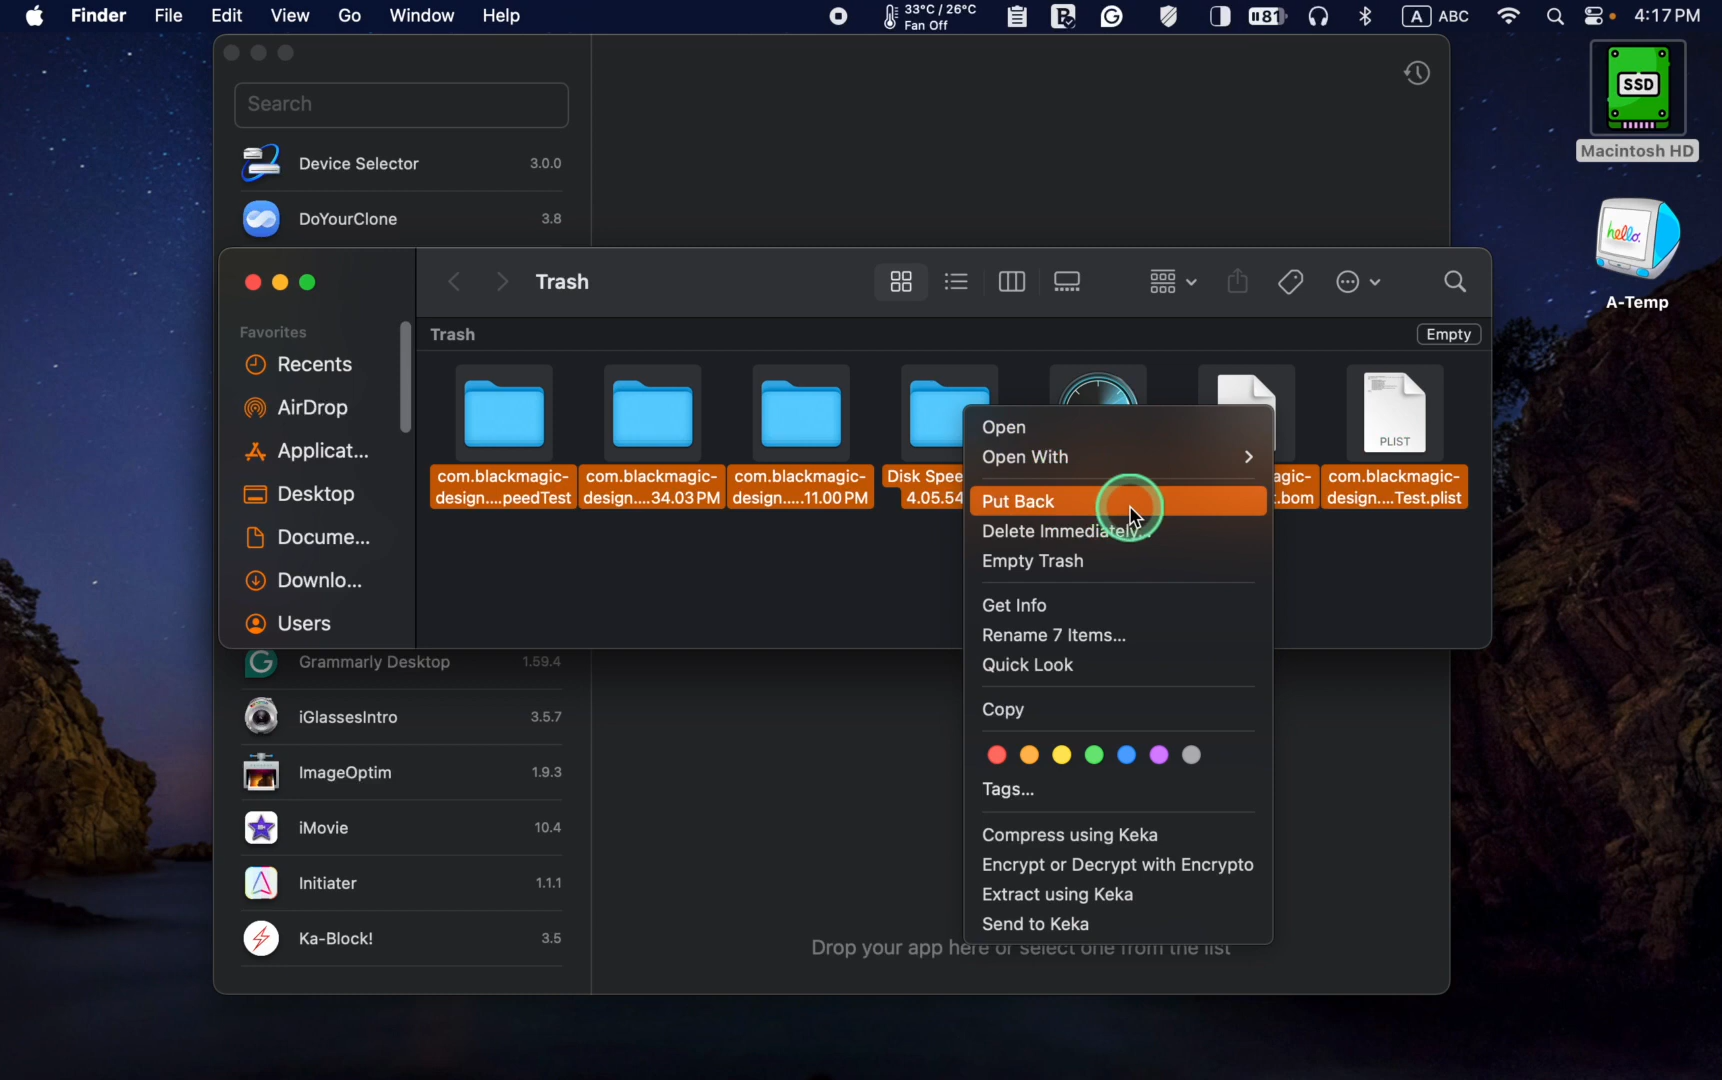 Finder File Edit View Go Window Help
33°C / 26°C
Fan Off
81
A ABC
4:17 PM
SSD
Macintosh HD
hello.
A-Temp
Search
Device Selector 3.0.0
DoYourClone 3.8
Trash
Favorites
Recents
AirDrop
Applicat...
Desktop
Docume...
Downlo...
Users
Trash
Empty
PLIST
com.blackmagic-
design....peedTest
com.blackmagic-
design....34.03 PM
com.blackmagic-
design.....11.00 PM
Disk Spee
4.05.54
agic-
.bom
com.blackmagic-
design....Test.plist
Open
Open With
Put Back
Delete Immediately...
Empty Trash
Get Info
Rename 7 Items...
Quick Look
Copy
Tags...
Compress using Keka
Encrypt or Decrypt with Encrypto
Extract using Keka
Send to Keka
Grammarly Desktop 1.59.4
iGlassesIntro 3.5.7
ImageOptim 1.9.3
iMovie 10.4
Initiater 1.1.1
Ka-Block! 3.5
Drop your app here or select one from the list